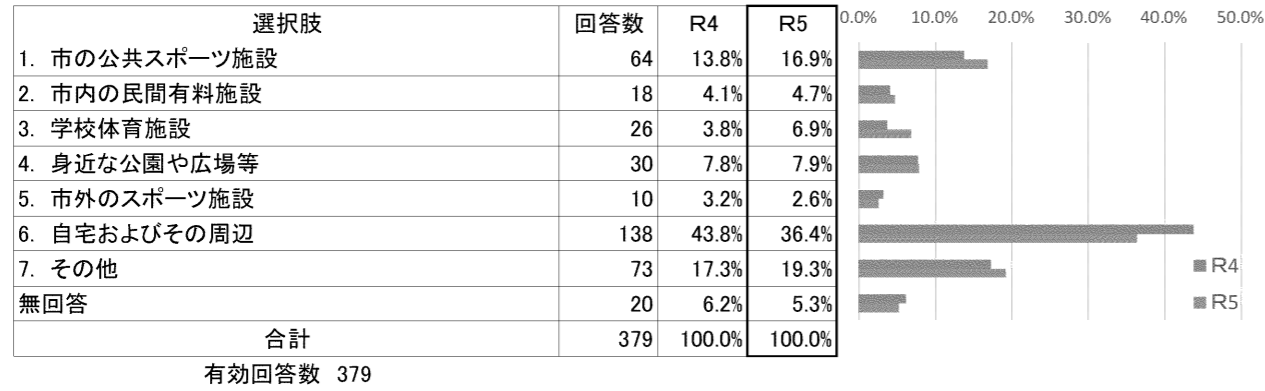 選択肢 回答数 R4 R5
1. 市の公共スポーツ施設 64 13.8% 16.9%
2. 市内の民間有料施設 18 4.1% 4.7%
3. 学校体育施設 26 3.8% 6.9%
4. 身近な公園や広場等 30 7.8% 7.9%
5. 市外のスポーツ施設 10 3.2% 2.6%
6. 自宅およびその周辺 138 43.8% 36.4%
7. その他 73 17.3% 19.3%
無回答 20 6.2% 5.3%
合計 379 100.0% 100.0%
有効回答数 379
0.0% 10.0% 20.0% 30.0% 40.0% 50.0%
R4
R5